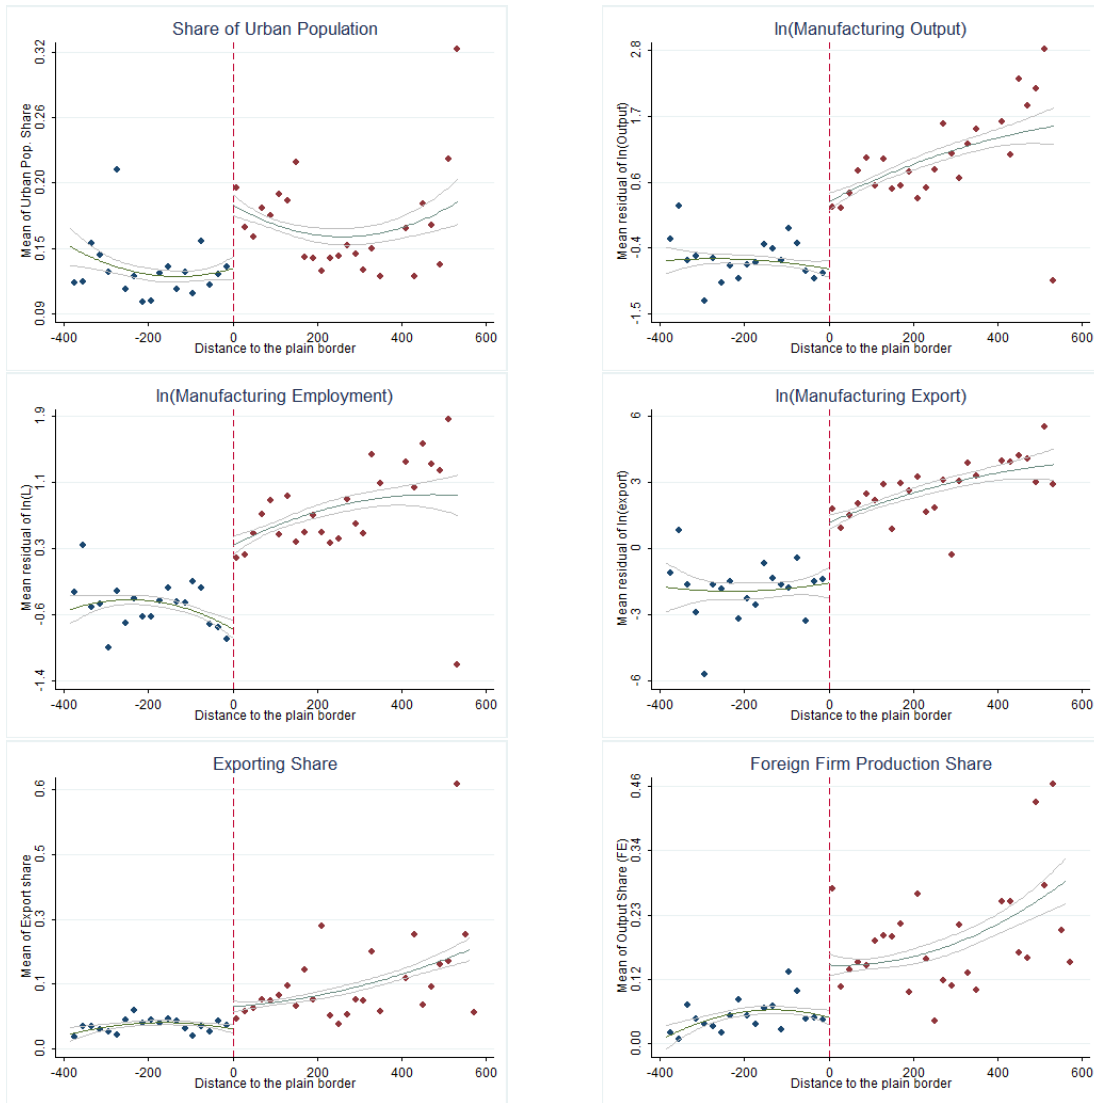 Share of Urban Population
Mean of Urban Pop. Share
0.32
0.26
0.20
0.15
0.09
-400 -200 0 200 400 600
Distance to the plain border
ln(Manufacturing Output)
Mean residual of ln(Output)
2.8
1.7
0.6
-0.4
-1.5
-400 -200 0 200 400 600
Distance to the plain border
ln(Manufacturing Employment)
Mean residual of ln(L)
1.9
1.1
0.3
-0.6
-1.4
-400 -200 0 200 400 600
Distance to the plain border
ln(Manufacturing Export)
Mean residual of ln(export)
6
3
0
-3
-6
-400 -200 0 200 400 600
Distance to the plain border
Exporting Share
Mean of Export share
0.6
0.5
0.3
0.1
0.0
-400 -200 0 200 400 600
Distance to the plain border
Foreign Firm Production Share
Mean of Output Share (FE)
0.46
0.34
0.23
0.12
0.00
-400 -200 0 200 400 600
Distance to the plain border